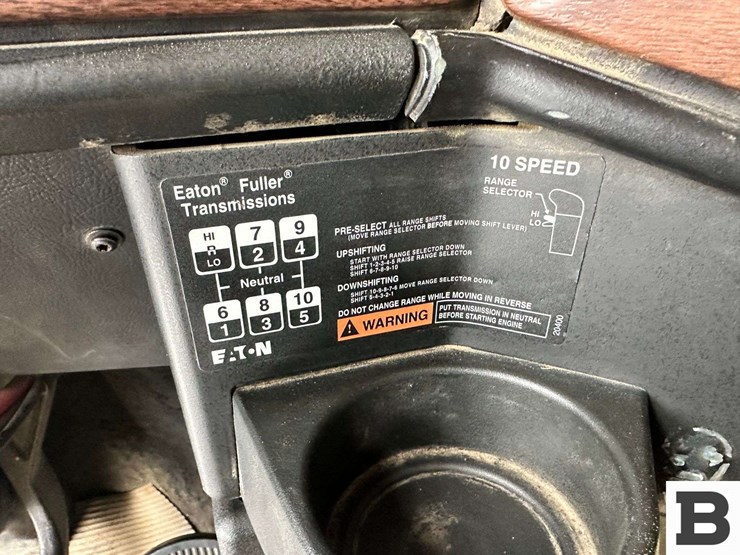 Eaton® Fuller®
Transmissions
10 SPEED
RANGE
SELECTOR
HI
LO
HI
R
LO
7
2
9
4
Neutral
6
1
8
3
10
5
EATON
PRE-SELECT ALL RANGE SHIFTS
(MOVE RANGE SELECTOR BEFORE MOVING SHIFT LEVER)
UPSHIFTING
START WITH RANGE SELECTOR DOWN
SHIFT 1-2-3-4-5 RAISE RANGE SELECTOR
SHIFT 6-7-8-9-10
DOWNSHIFTING
SHIFT 10-9-8-7-6 MOVE RANGE SELECTOR DOWN
SHIFT 5-4-3-2-1
DO NOT CHANGE RANGE WHILE MOVING IN REVERSE
WARNING
PUT TRANSMISSION IN NEUTRAL
BEFORE STARTING ENGINE
20400
B